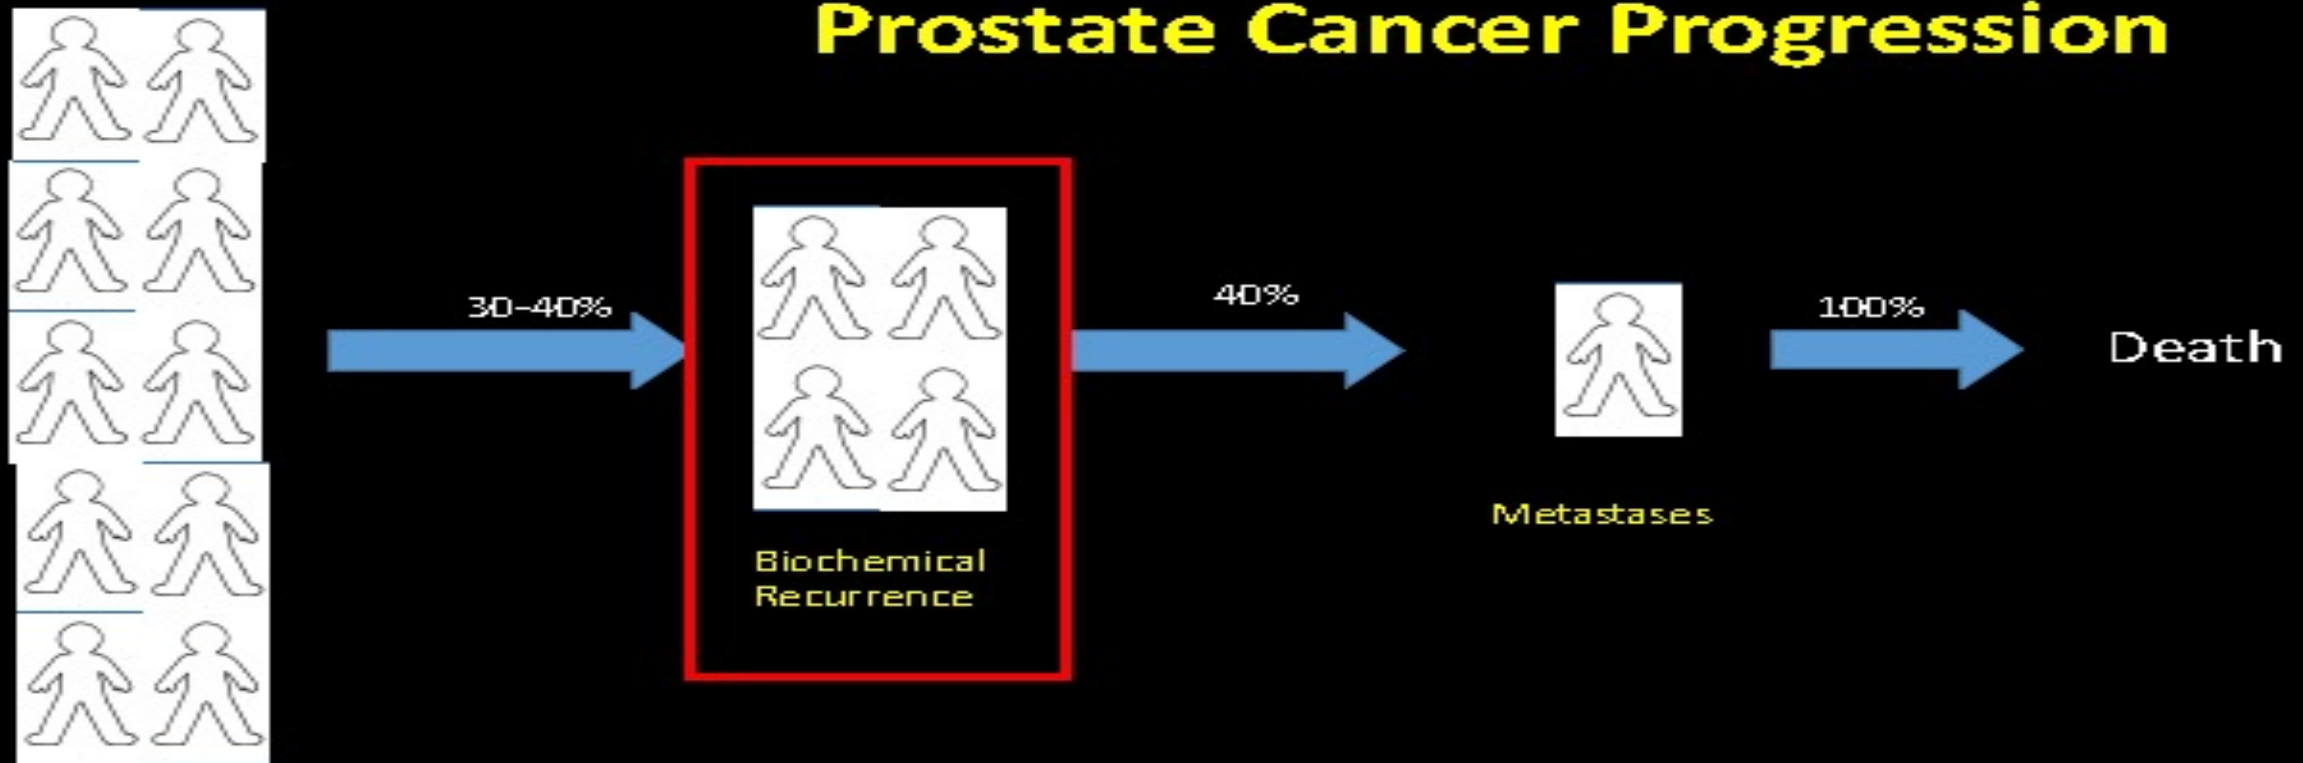 Prostate Cancer Progression
30-40%
40%
100%
Death
Metastases
Biochemical
Recurrence